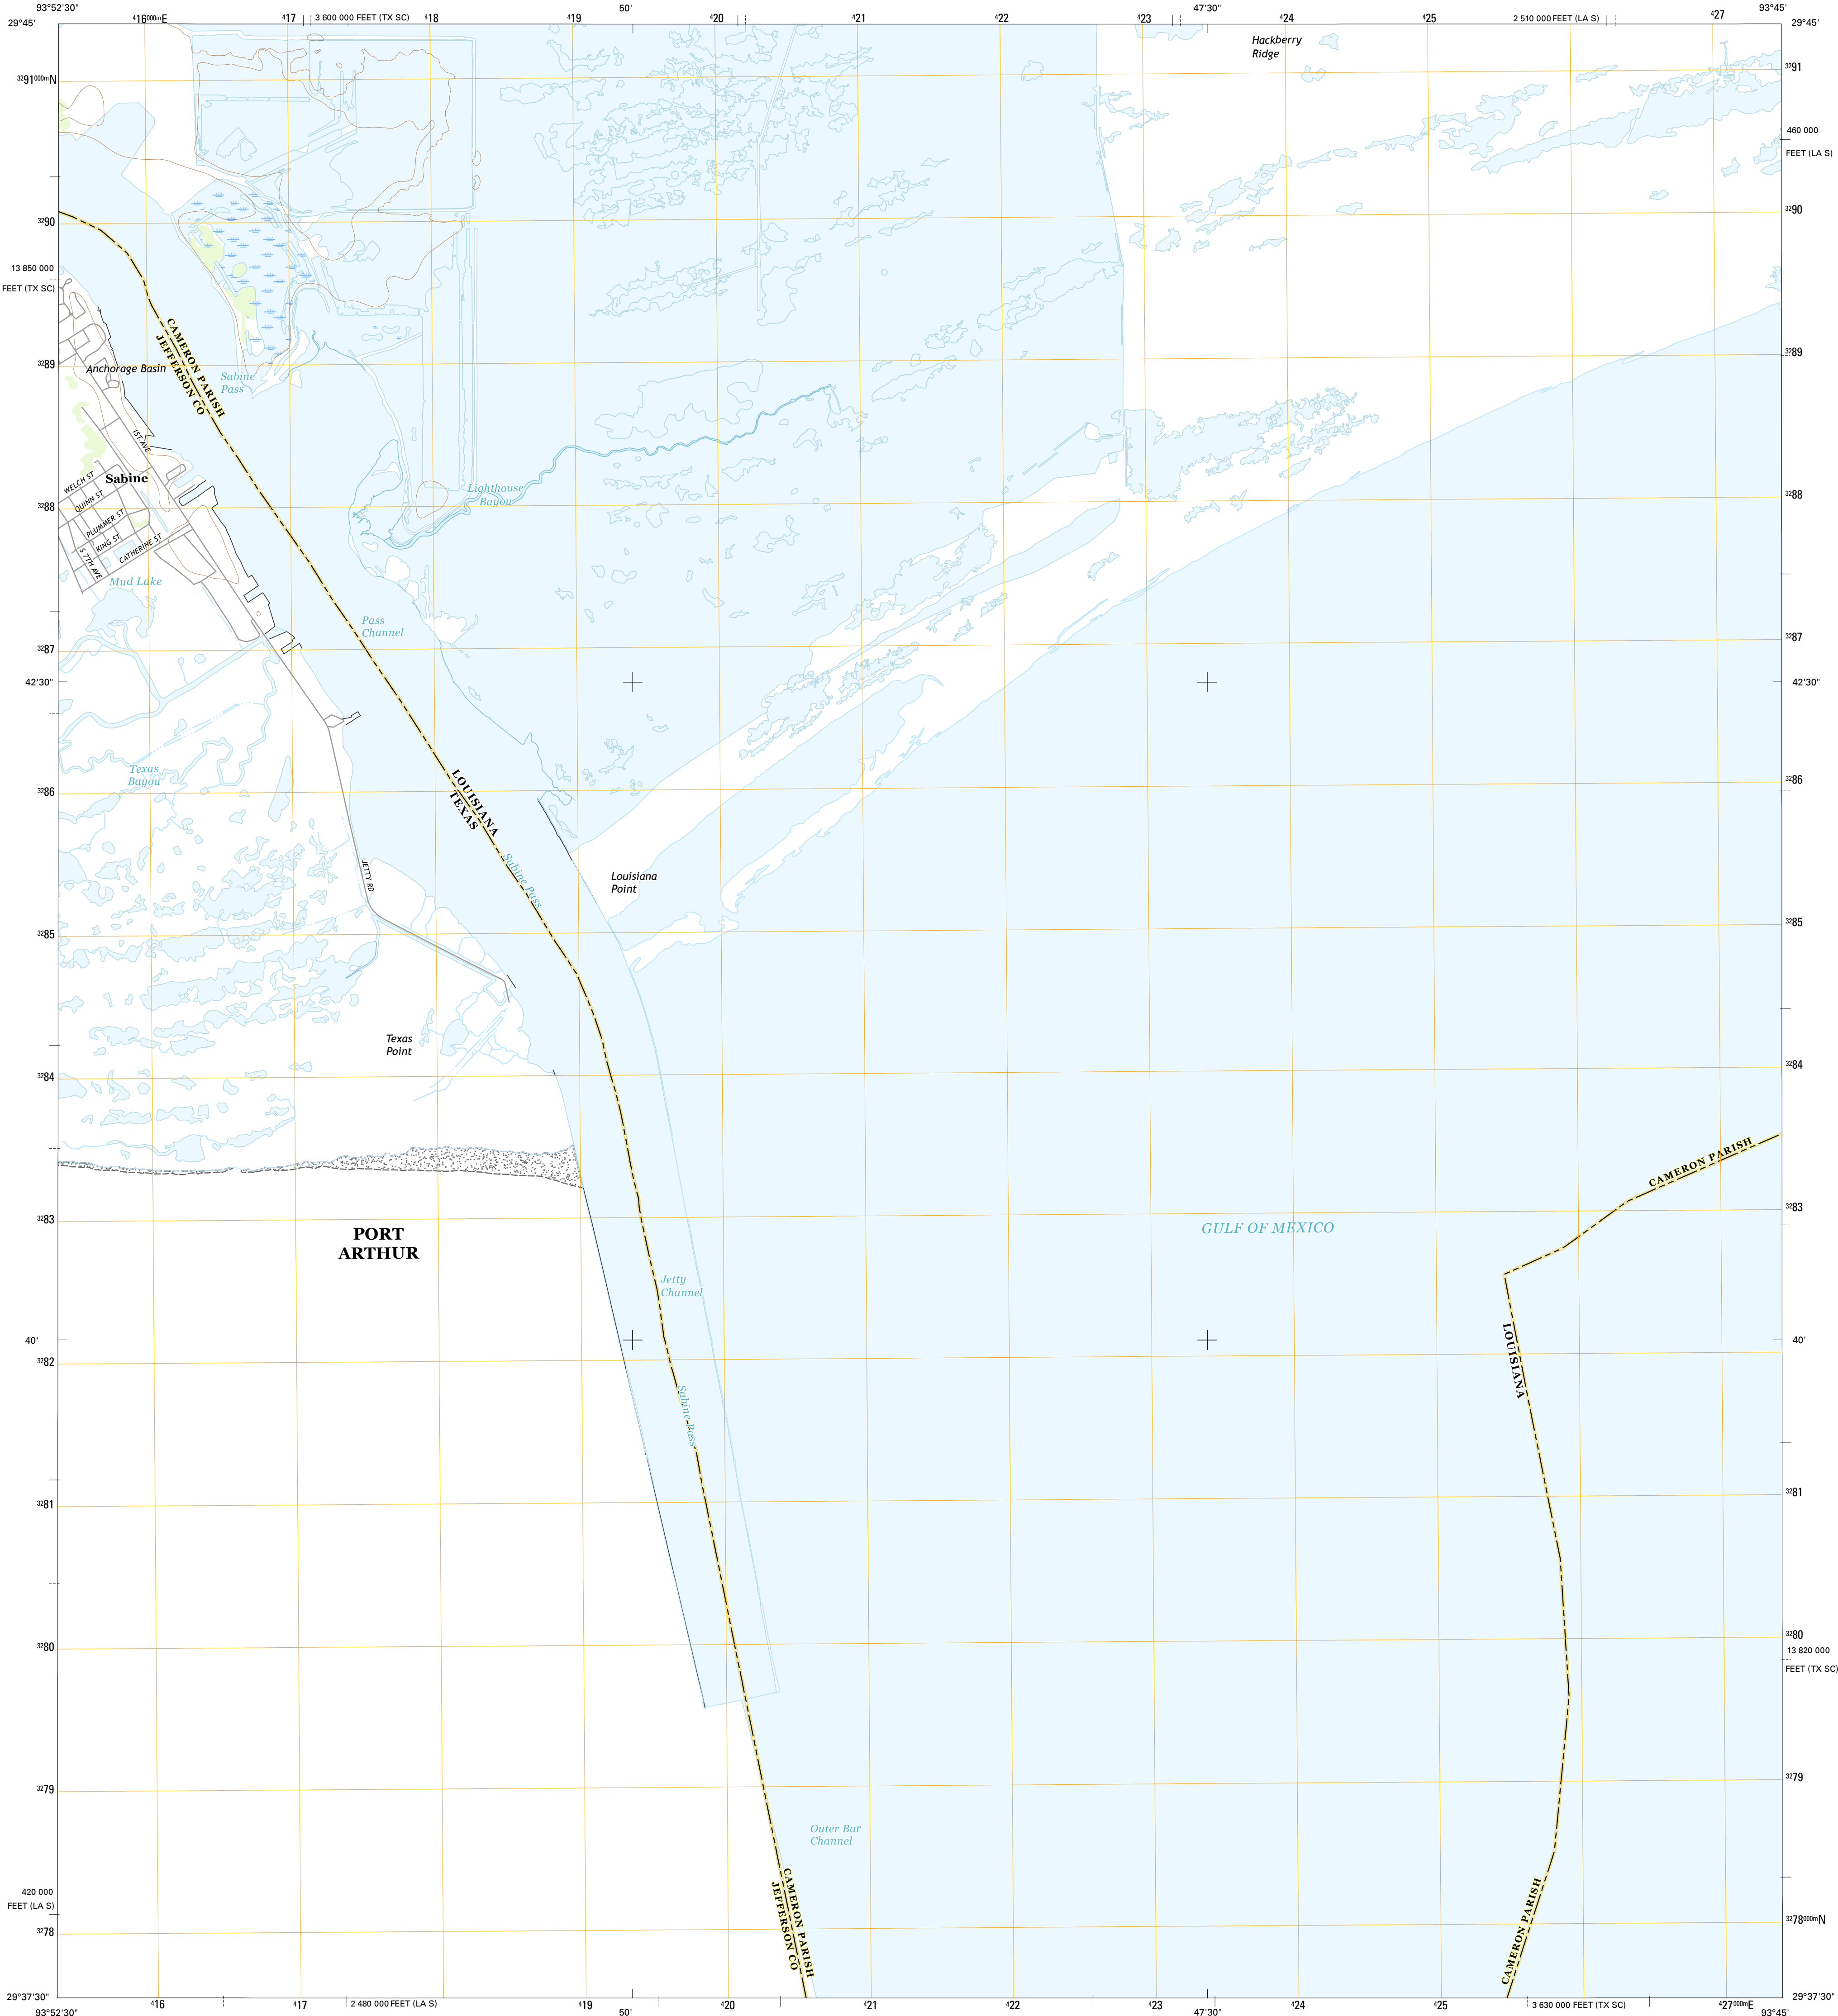 93°52'30"
⁴16⁰⁰⁰ᵐE
⁴17
3 600 000 FEET (TX SC)
⁴18
⁴19
50'
⁴20
⁴21
⁴22
⁴23
47'30"
⁴24
⁴25
2 510 000 FEET (LA S)
⁴27
93°45'
29°45'
29°45'
Hackberry
Ridge
³²91⁰⁰⁰ᵐN
³²91
460 000
FEET (LA S)
³²90
³²90
13 850 000
FEET (TX SC)
CAMERON PARISH
JEFFERSON CO
³²89
³²89
Anchorage Basin
Sabine
Pass
1ST AVE
WELCH ST
Sabine
QUINN ST
Lighthouse
Bayou
³²88
³²88
PLUMMER ST
KING ST
CATHERINE ST
S 7TH AVE
Mud Lake
Pass
Channel
³²87
³²87
42'30"
42'30"
Texas
Bayou
LOUISIANA
TEXAS
³²86
³²86
JETTY RD
Sabine Pass
Louisiana
Point
³²85
³²85
Texas
Point
³²84
³²84
CAMERON PARISH
³²83
³²83
PORT
ARTHUR
GULF OF MEXICO
Jetty
Channel
40'
40'
LOUISIANA
³²82
Sabine Pass
³²81
³²81
³²80
³²80
13 820 000
FEET (TX SC)
³²79
³²79
Outer Bar
Channel
420 000
FEET (LA S)
CAMERON PARISH
JEFFERSON CO
CAMERON PARISH
³²78
³²78⁰⁰⁰ᵐN
29°37'30"
29°37'30"
93°52'30"
⁴16
⁴17
2 480 000 FEET (LA S)
⁴19
50'
⁴20
⁴21
⁴22
⁴23
47'30"
⁴24
⁴25
3 630 000 FEET (TX SC)
⁴27⁰⁰⁰ᵐE
93°45'